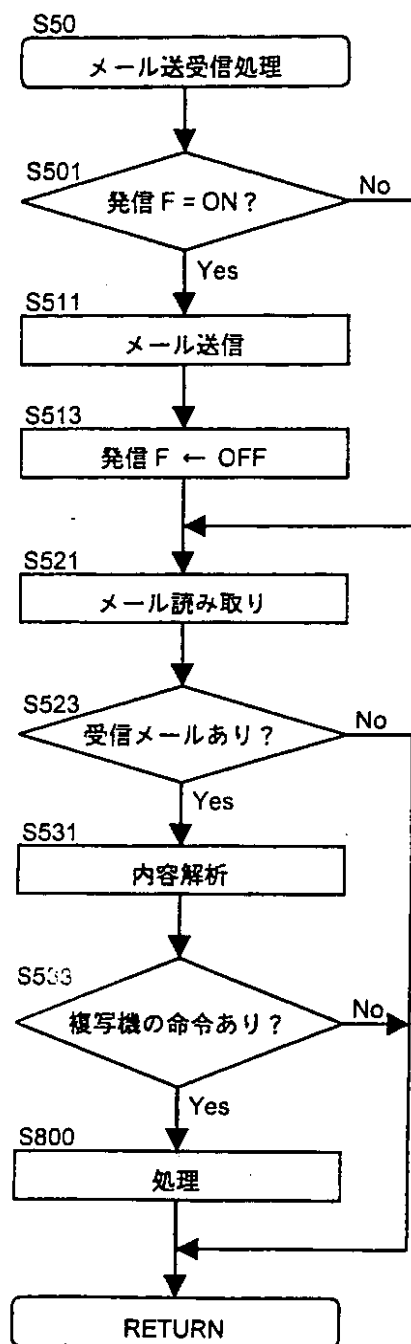 S50
メール送受信処理
S501
発信 F = ON?
No
Yes
S511
メール送信
S513
発信 F ← OFF
S521
メール読み取り
S523
受信メールあり?
No
Yes
S531
内容解析
S533
複写機の命令あり?
No
Yes
S800
処理
RETURN